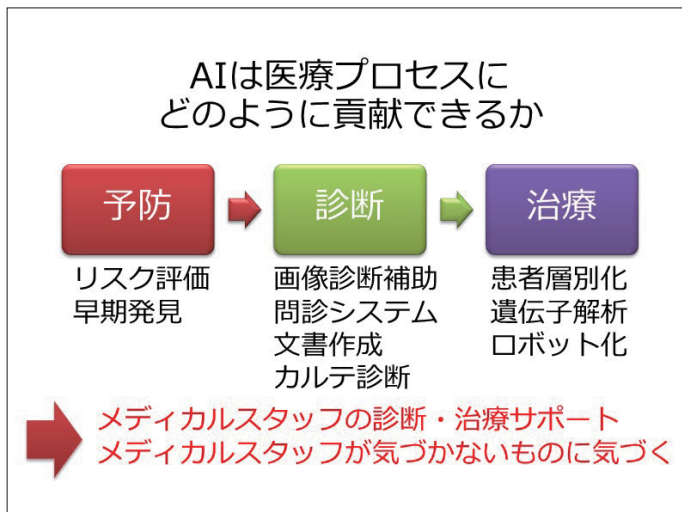 AIは医療プロセスに
どのように貢献できるか
予防
診断
治療
リスク評価
早期発見
画像診断補助
問診システム
文書作成
カルテ診断
患者層別化
遺伝子解析
ロボット化
メディカルスタッフの診断・治療サポート
メディカルスタッフが気づかないものに気づく